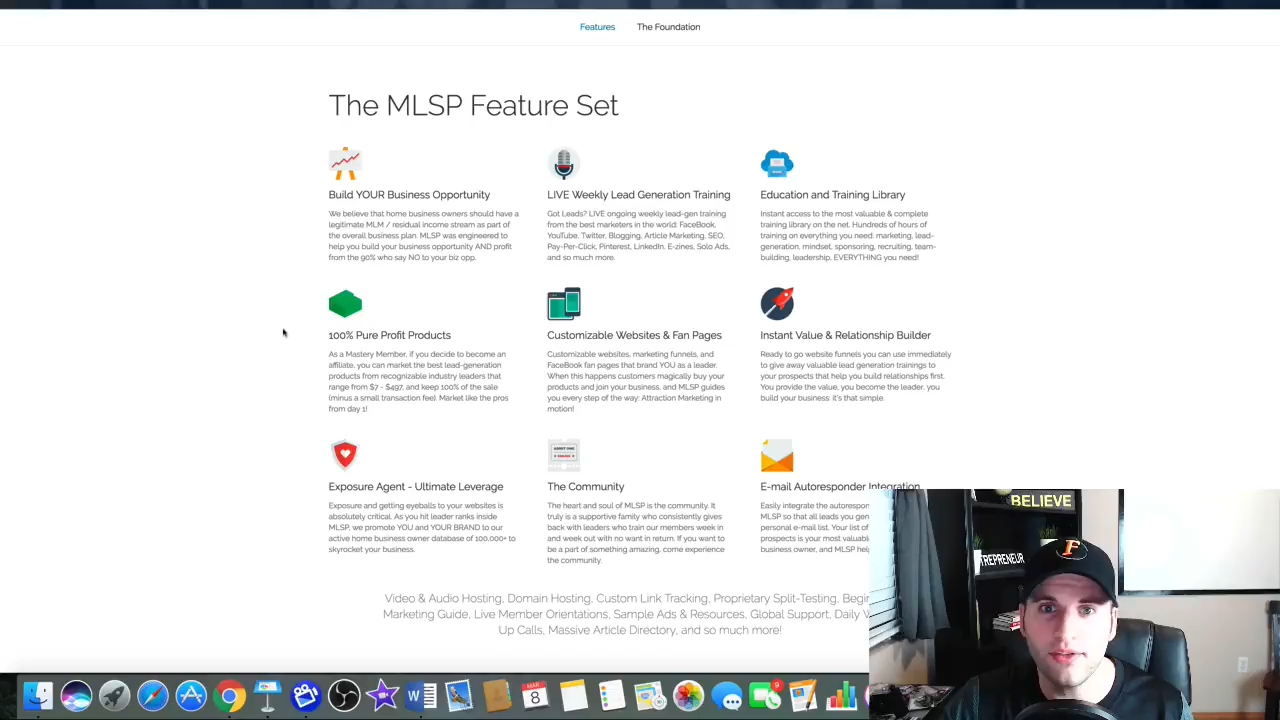 Features
The Foundation
The MLSP Feature Set
Build YOUR Business Opportunity
We believe that home business owners should have a
legitimate MLM / residual income stream as part of
the overall business plan. MLSP was engineered to
help you build your business opportunity AND profit
from the 90% who say NO to your biz opp.
LIVE Weekly Lead Generation Training
Got Leads? LIVE ongoing weekly lead-gen training
from the best marketers in the world: FaceBook,
YouTube, Twitter, Blogging, Article Marketing, SEO,
Pay-Per-Click, Pinterest, LinkedIn, E-zines, Solo Ads,
and so much more.
Education and Training Library
Instant access to the most valuable & complete
training library on the net. Hundreds of hours of
training on everything you need: marketing, lead-
generation, mindset, sponsoring, recruiting, team-
building, leadership, EVERYTHING you need!
100% Pure Profit Products
As a Mastery Member, if you decide to become an
affiliate, you can market the best lead-generation
products from recognizable industry leaders that
range from $7 - $497, and keep 100% of the sale
(minus a small transaction fee). Market like the pros
from day 1!
Customizable Websites & Fan Pages
Customizable websites, marketing funnels, and
FaceBook fan pages that brand YOU as a leader.
When this happens customers magically buy your
products and join your business, and MLSP guides
you every step of the way: Attraction Marketing in
motion!
Instant Value & Relationship Builder
Ready to go website funnels you can use immediately
to give away valuable lead generation trainings to
your prospects that help you build relationships first.
You provide the value, you become the leader, you
build your business: it's that simple.
Exposure Agent - Ultimate Leverage
Exposure and getting eyeballs to your websites is
absolutely critical. As you hit leader ranks inside
MLSP, we promote YOU and YOUR BRAND to our
active home business owner database of 100,000+ to
skyrocket your business.
The Community
The heart and soul of MLSP is the community. It
truly is a supportive family who consistently gives
back with leaders who train our members week in
and week out with no want in return. If you want to
be a part of something amazing, come experience
the community.
E-mail Autoresponder Integration
Easily integrate the autorespon
MLSP so that all leads you gen
personal e-mail list. Your list of
prospects is your most valuabl
business owner, and MLSP hel
Video & Audio Hosting, Domain Hosting, Custom Link Tracking, Proprietary Split-Testing, Begin
Marketing Guide, Live Member Orientations, Sample Ads & Resources, Global Support, Daily W
Up Calls, Massive Article Directory, and so much more!
BELIEVE
TREPRENEUR
F
MAR
8
9